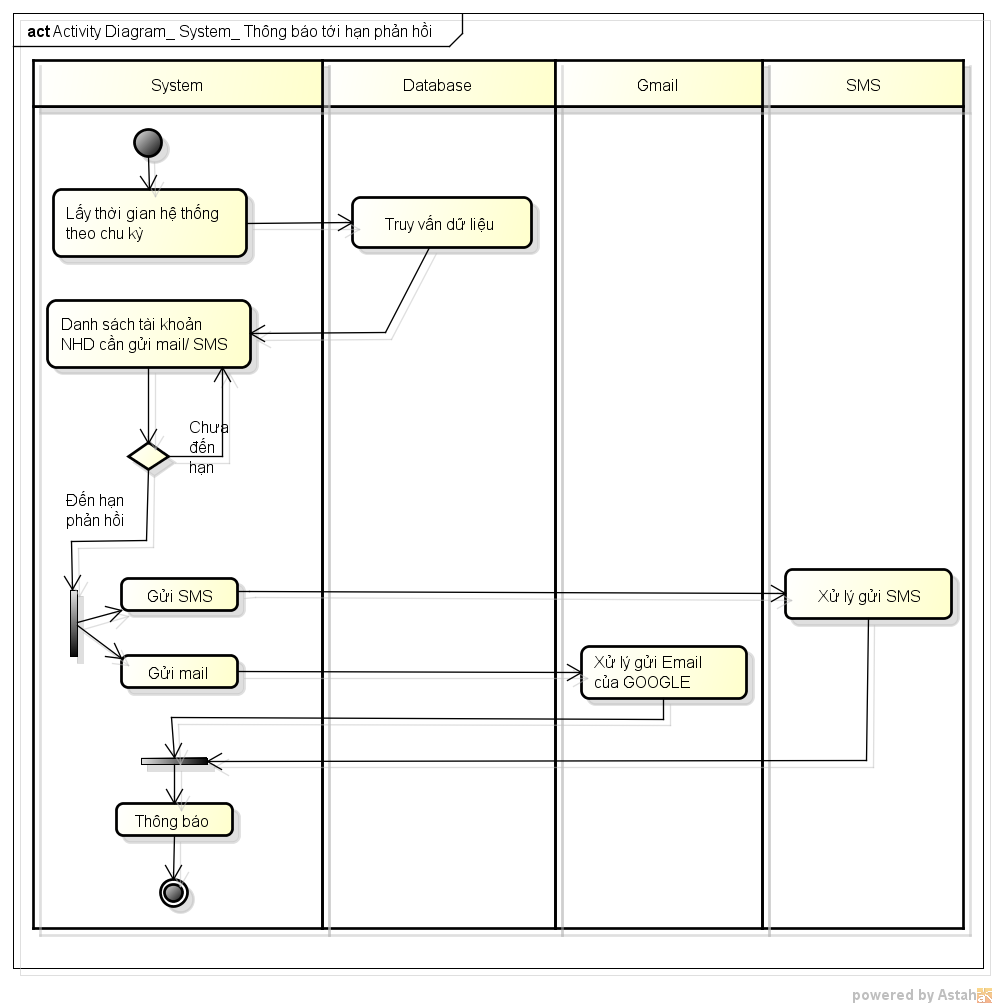 act Activity Diagram_ System_ Thông báo tới hạn phản hồi
System
Database
Gmail
SMS
Lấy thời gian hệ thống
theo chu kỳ
Truy vấn dữ liệu
Danh sách tài khoản
NHD cần gửi mail/ SMS
Chưa
đến
hạn
Đến hạn
phản hồi
Gửi SMS
Xử lý gửi SMS
Gửi mail
Xử lý gửi Email
của GOOGLE
Thông báo
powered by Astah